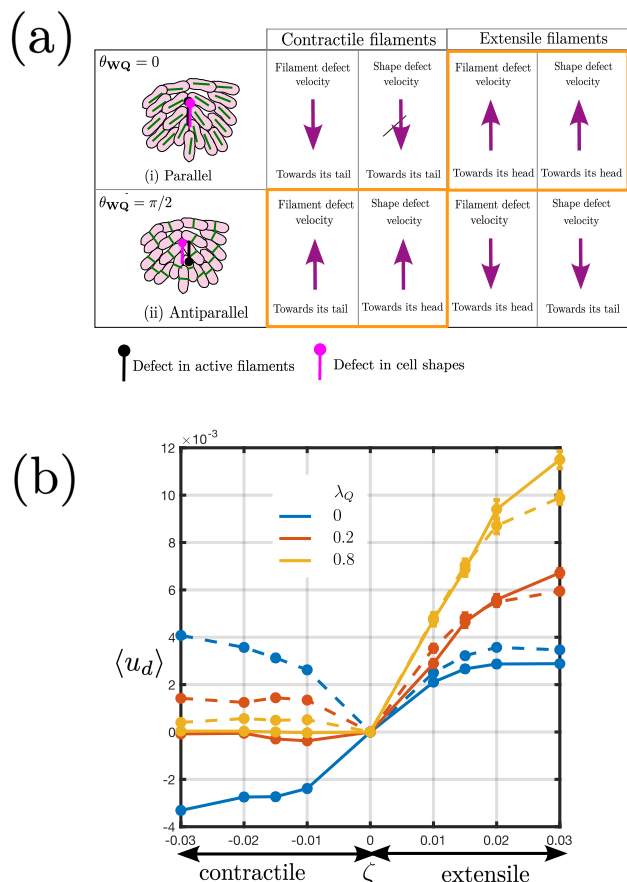 (a)
Contractile filaments
Extensile filaments
θ_WQ = 0
(i) Parallel
Filament defect
velocity
Towards its tail
Shape defect
velocity
Towards its tail
Filament defect
velocity
Towards its head
Shape defect
velocity
Towards its head
θ_WQ = π/2
(ii) Antiparallel
Filament defect
velocity
Towards its tail
Shape defect
velocity
Towards its head
Filament defect
velocity
Towards its head
Shape defect
velocity
Towards its tail
Defect in active filaments
Defect in cell shapes
(b)
×10⁻³
12
10
8
6
4
2
0
-2
-4
⟨u_d⟩
λ_Q
0
0.2
0.8
-0.03
-0.02
-0.01
0
0.01
0.02
0.03
contractile
ζ
extensile